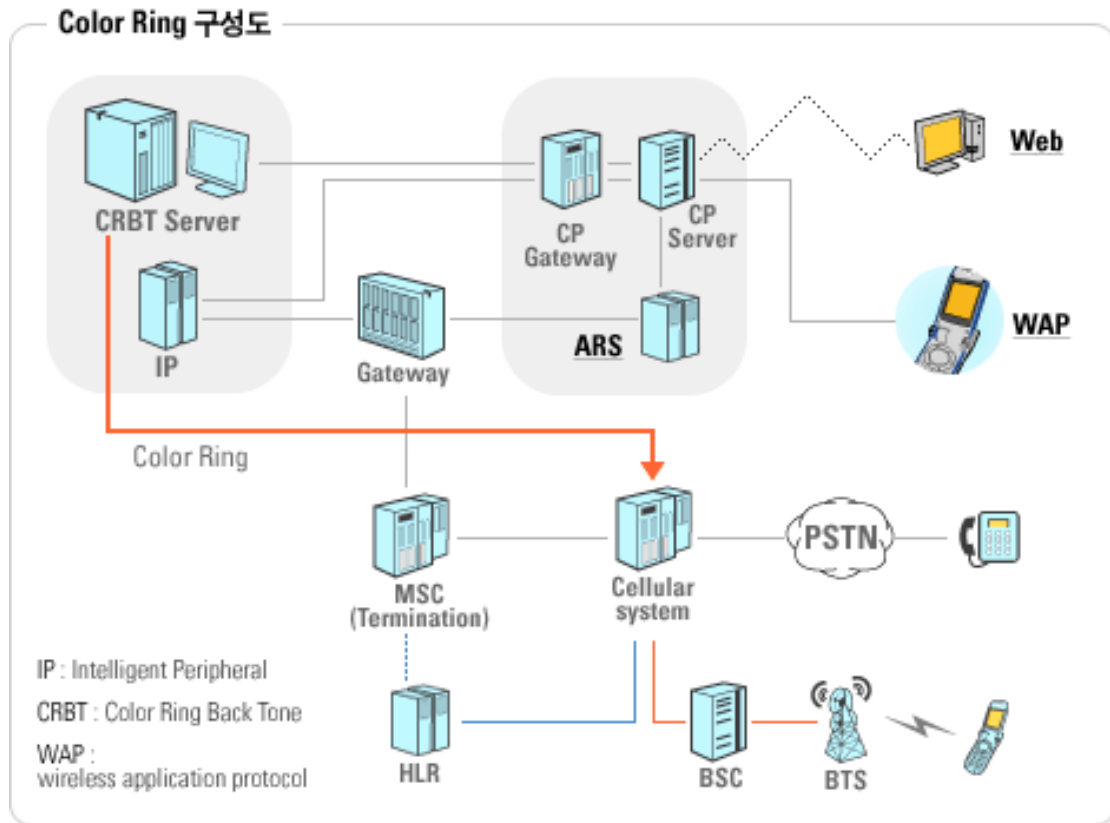 Color Ring 구성도
CRBT Server
CP
Gateway
CP
Server
Web
IP
Gateway
ARS
WAP
Color Ring
MSC
(Termination)
Cellular
system
PSTN
IP : Intelligent Peripheral
CRBT : Color Ring Back Tone
WAP :
wireless application protocol
HLR
BSC
BTS